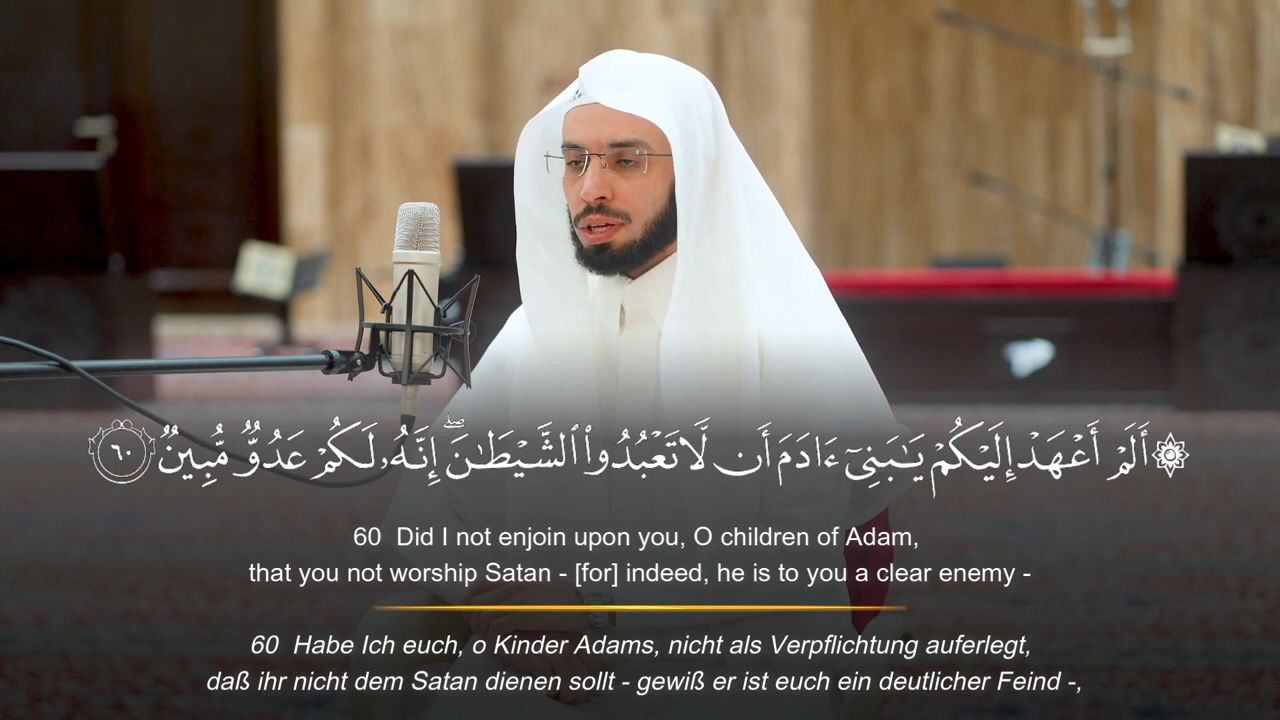 ۞ أَلَمْ أَعْهَدْ إِلَيْكُمْ يَـٰبَنِىٓ ءَادَمَ أَن لَّا تَعْبُدُوا۟ ٱلشَّيْطَـٰنَ ۖ إِنَّهُۥ لَكُمْ عَدُوٌّ مُّبِينٌ ٦٠
60 Did I not enjoin upon you, O children of Adam,
that you not worship Satan - [for] indeed, he is to you a clear enemy -
60 Habe Ich euch, o Kinder Adams, nicht als Verpflichtung auferlegt,
daß ihr nicht dem Satan dienen sollt - gewiß er ist euch ein deutlicher Feind -,